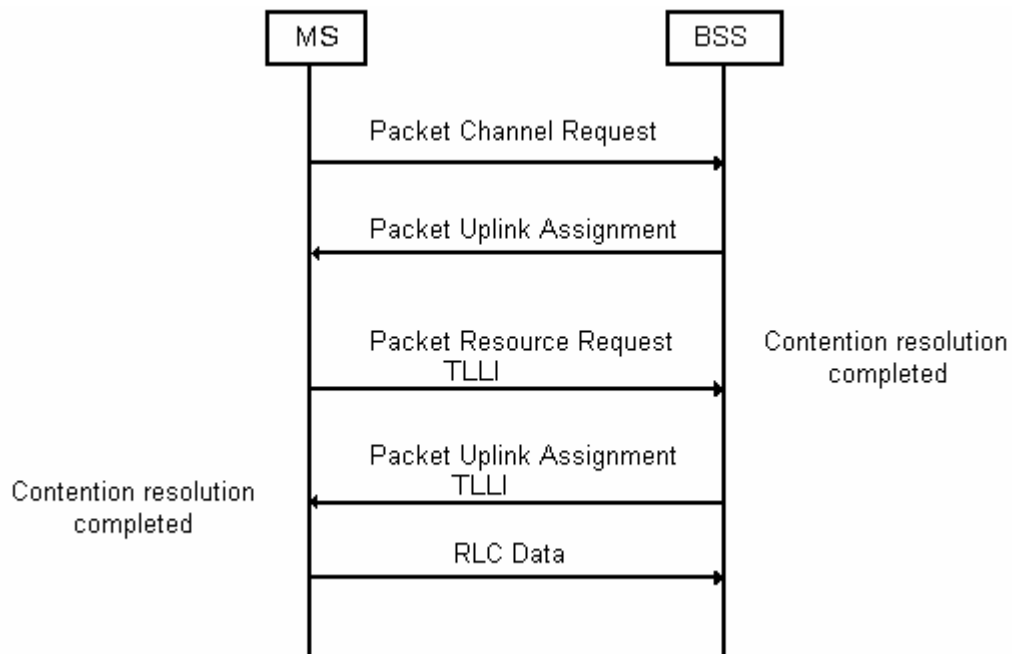 MS
BSS
Packet Channel Request
Packet Uplink Assignment
Packet Resource Request
TLLI
Contention resolution
completed
Packet Uplink Assignment
TLLI
Contention resolution
completed
RLC Data